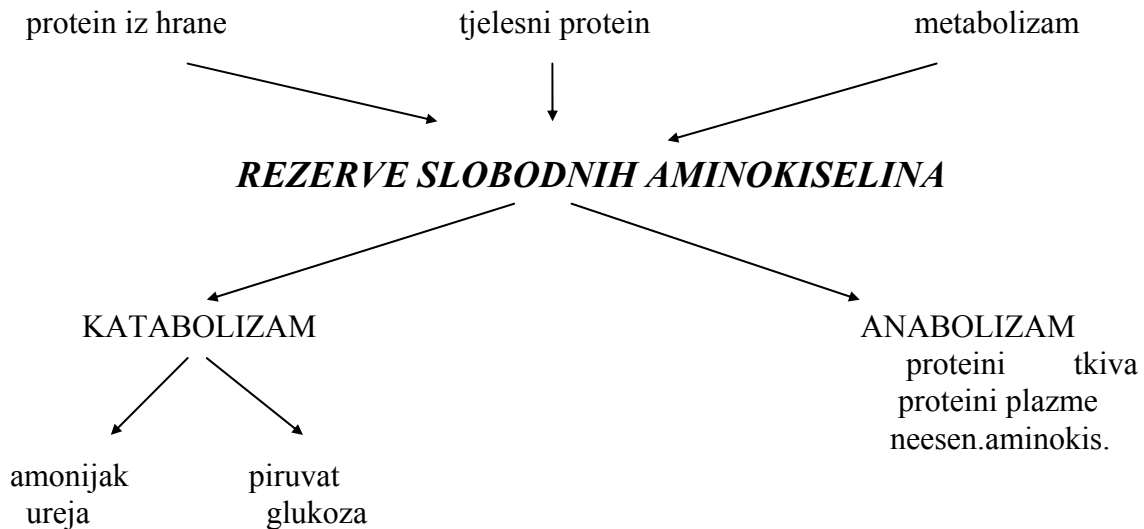 protein iz hrane tjelesni protein metabolizam
REZERVE SLOBODNIH AMINOKISELINA
KATABOLIZAM ANABOLIZAM
proteini tkiva
proteini plazme
neesen.aminokis.
amonijak piruvat
ureja glukoza